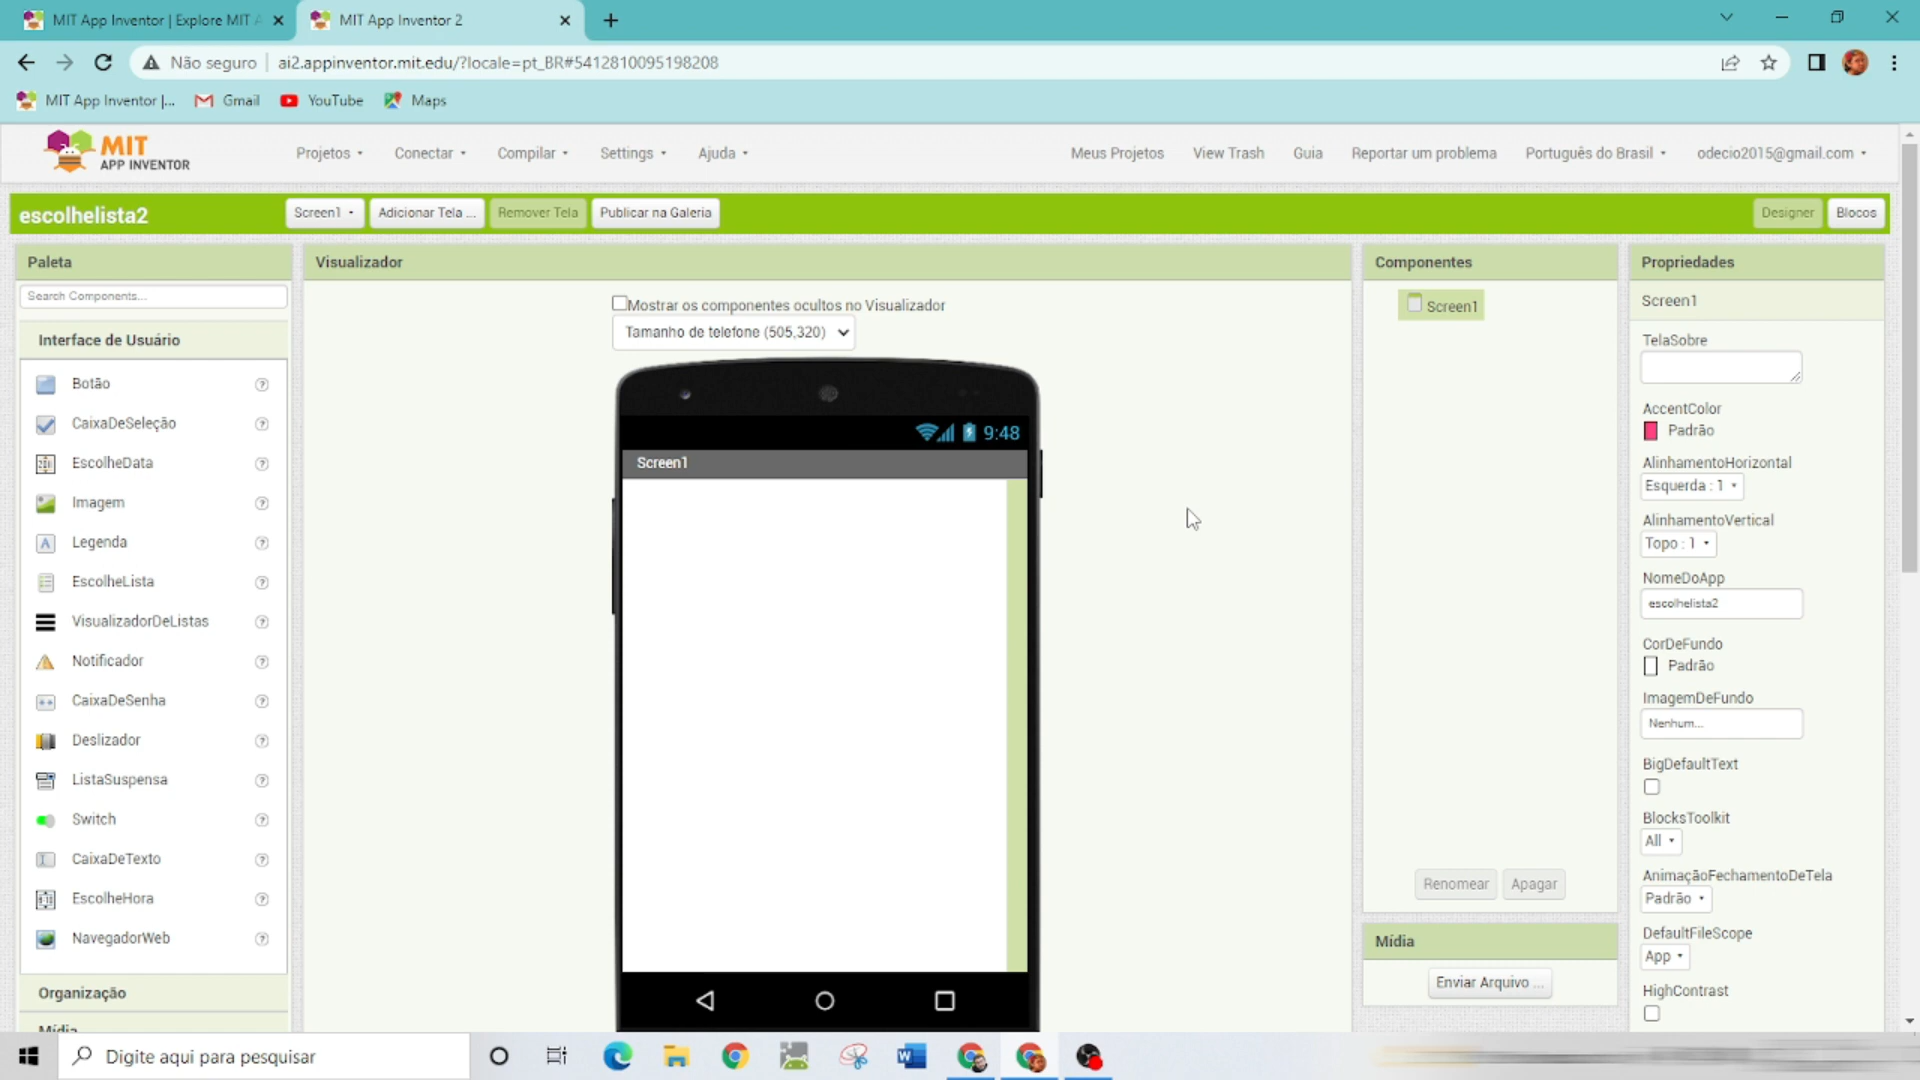 MIT App Inventor | Explore MIT A
MIT App Inventor 2
Não seguro
ai2.appinventor.mit.edu/?locale=pt_BR#5412810095198208
MIT App Inventor |...
Gmail
YouTube
Maps
MIT
APP INVENTOR
Projetos
Conectar
Compilar
Settings
Ajuda
Meus Projetos
View Trash
Guia
Reportar um problema
Português do Brasil
odecio2015@gmail.com
escolhelista2
Screen1
Adicionar Tela ...
Remover Tela
Publicar na Galeria
Designer
Blocos
Paleta
Search Components...
Interface de Usuário
Botão
CaixaDeSeleção
EscolheData
Imagem
Legenda
EscolheLista
VisualizadorDeListas
Notificador
CaixaDeSenha
Deslizador
ListaSuspensa
Switch
CaixaDeTexto
EscolheHora
NavegadorWeb
Organização
Mídia
Visualizador
Mostrar os componentes ocultos no Visualizador
Tamanho de telefone (505,320)
9:48
Screen1
Componentes
Screen1
Renomear
Apagar
Mídia
Enviar Arquivo ...
Propriedades
Screen1
TelaSobre
AccentColor
Padrão
AlinhamentoHorizontal
Esquerda : 1
AlinhamentoVertical
Topo : 1
NomeDoApp
escolhelista2
CorDeFundo
Padrão
ImagemDeFundo
Nenhum...
BigDefaultText
BlocksToolkit
All
AnimaçãoFechamentoDeTela
Padrão
DefaultFileScope
App
HighContrast
Digite aqui para pesquisar